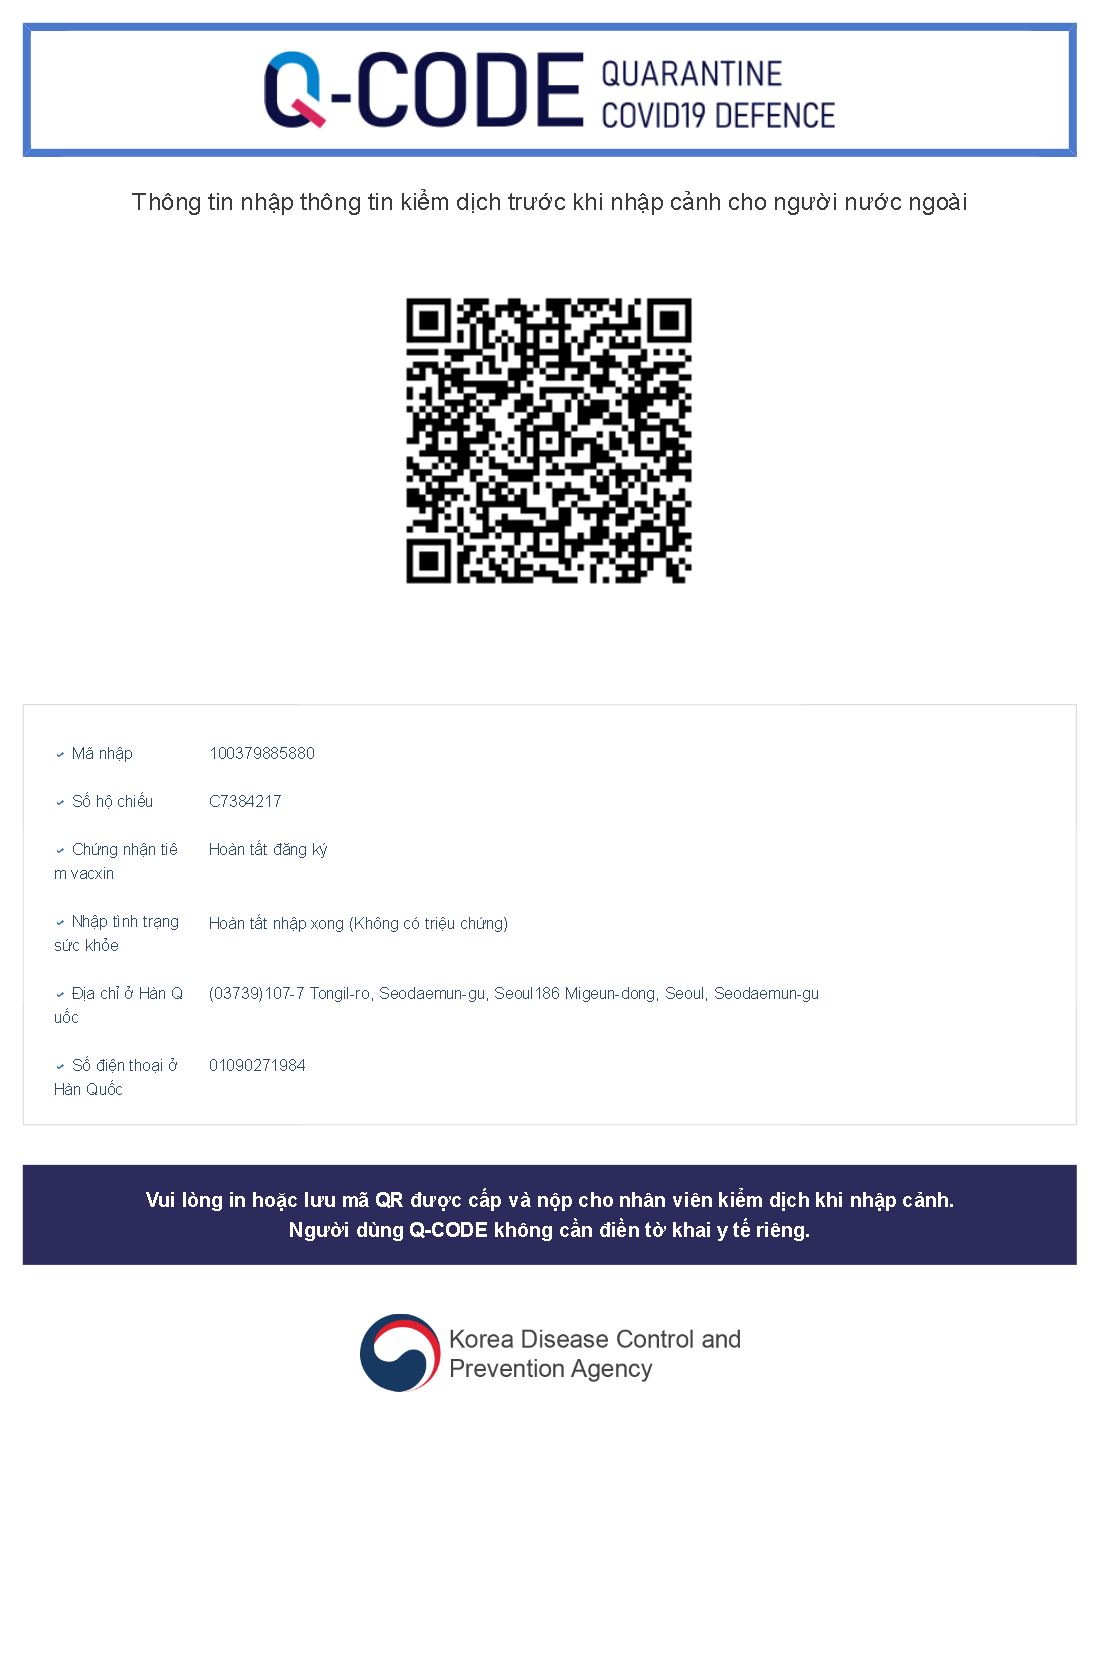 Q-CODE QUARANTINE
COVID19 DEFENCE
Thông tin nhập thông tin kiểm dịch trước khi nhập cảnh cho người nước ngoài
Mã nhập 100379885880
Số hộ chiếu C7384217
Chứng nhận tiê Hoàn tất đăng ký
m vacxin
Nhập tình trạng Hoàn tất nhập xong (Không có triệu chứng)
sức khỏe
Địa chỉ ở Hàn Q (03739)107-7 Tongil-ro, Seodaemun-gu, Seoul186 Migeun-dong, Seoul, Seodaemun-gu
uốc
Số điện thoại ở 01090271984
Hàn Quốc
Vui lòng in hoặc lưu mã QR được cấp và nộp cho nhân viên kiểm dịch khi nhập cảnh.
Người dùng Q-CODE không cần điền tờ khai y tế riêng.
Korea Disease Control and
Prevention Agency